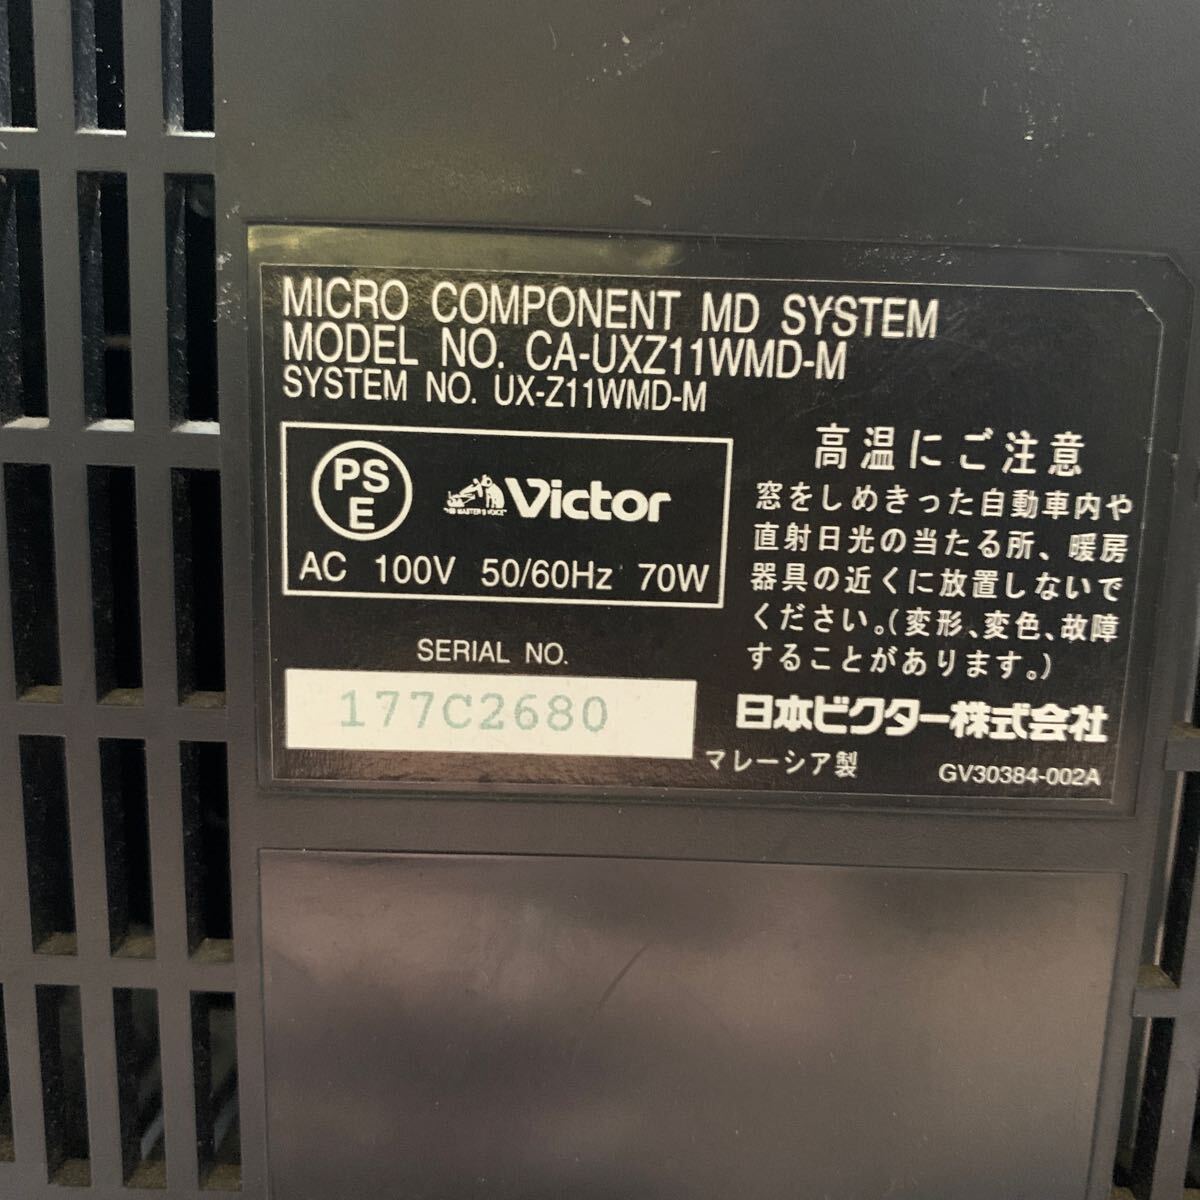 MICRO COMPONENT MD SYSTEM
MODEL NO. CA-UXZ11WMD-M
SYSTEM NO. UX-Z11WMD-M
PS
E
"HIS MASTER'S VOICE"
Victor
AC 100V 50/60Hz 70W
SERIAL NO.
177C2680
高温にご注意
窓をしめきった自動車内や
直射日光の当たる所、暖房
器具の近くに放置しないで
ください。(変形、変色、故障
することがあります。)
日本ビクター株式会社
マレーシア製
GV30384-002A